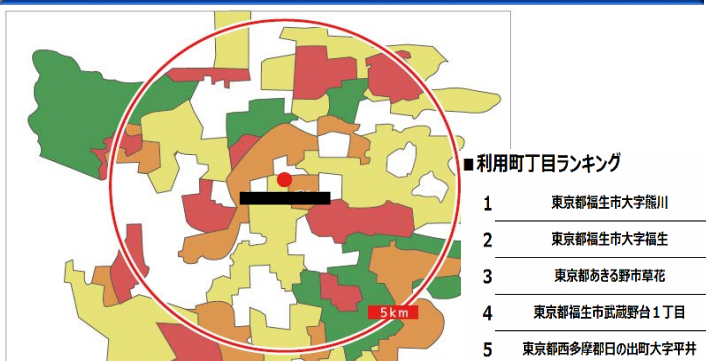 ■利用町丁目ランキング
1 東京都福生市大字熊川
2 東京都福生市大字福生
3 東京都あきる野市草花
4 東京都福生市武蔵野台1丁目
5 東京都西多摩郡日の出町大字平井
5km